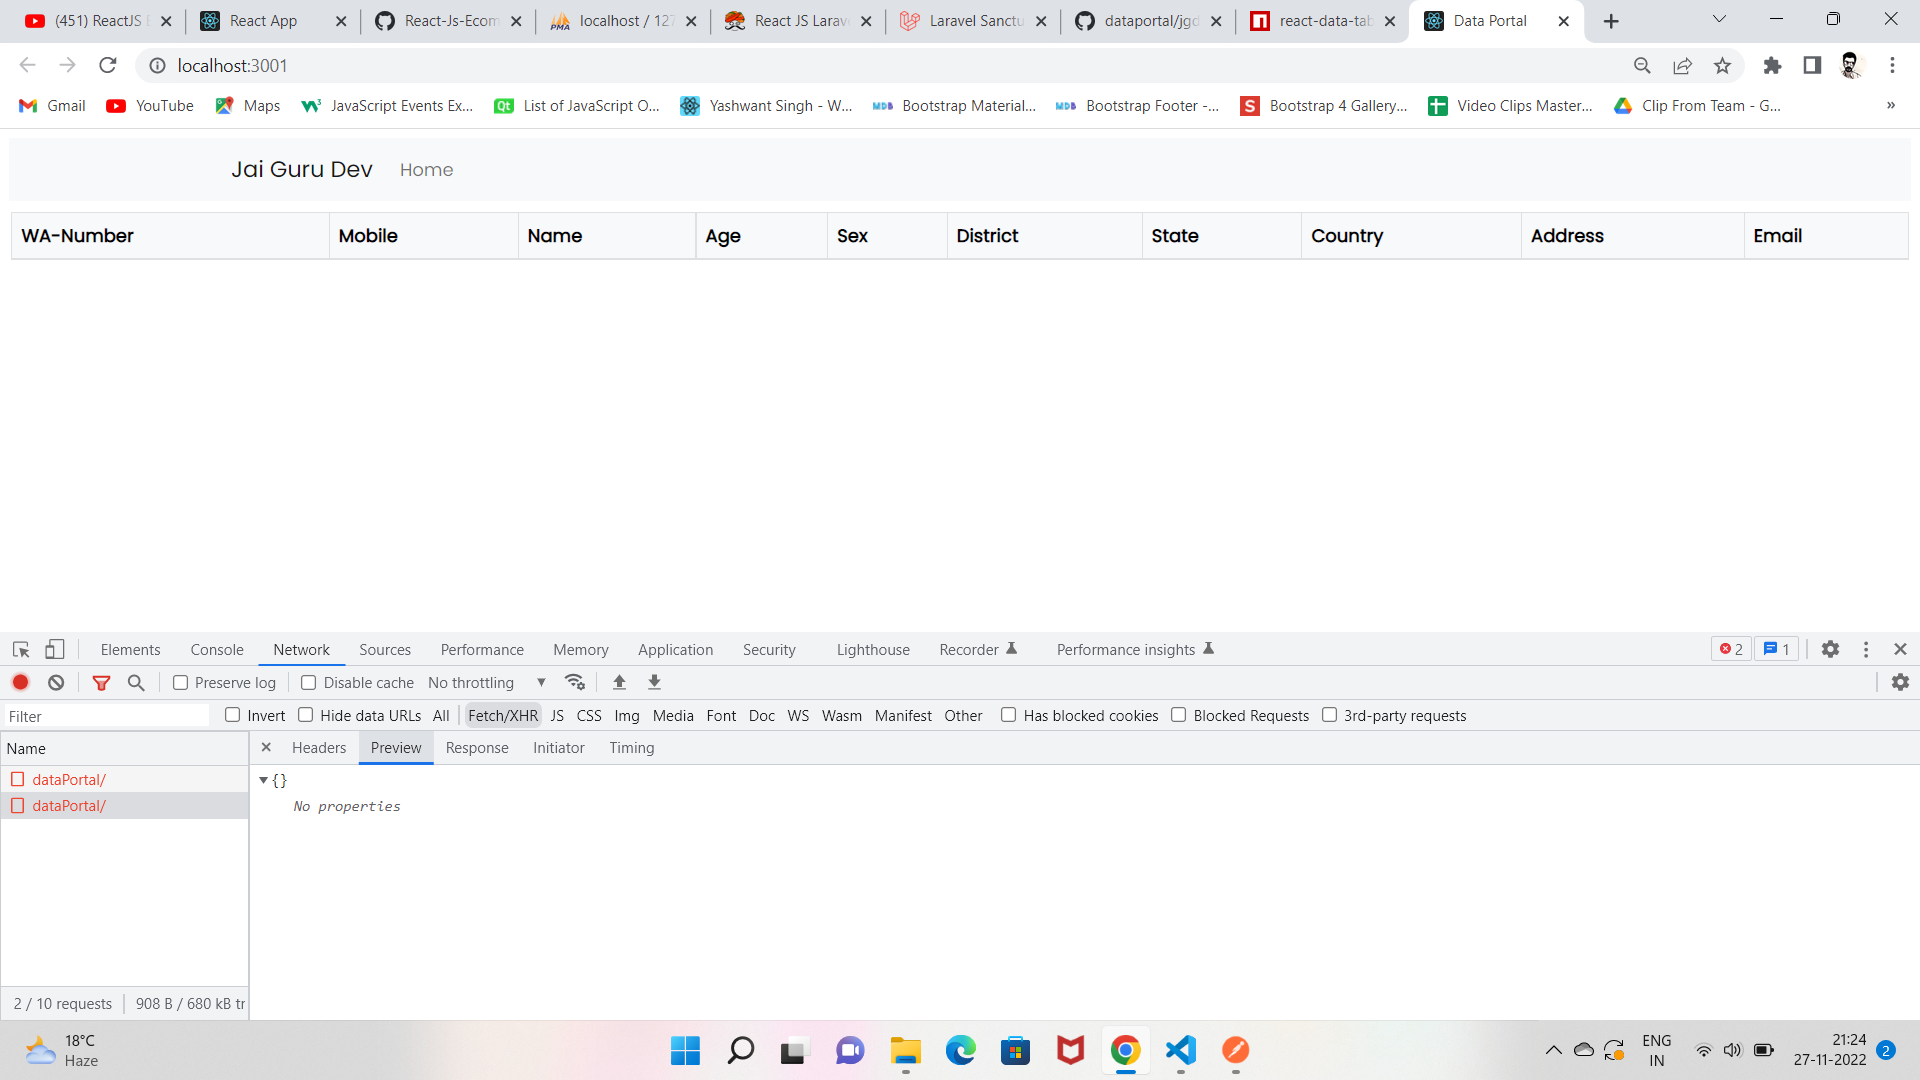 (451) ReactJS
React App
React-Js-Ecom
localhost / 127
React JS Larav
Laravel Sanctu
dataportal/jgd
react-data-tab
Data Portal
localhost:3001
Gmail
YouTube
Maps
JavaScript Events Ex...
List of JavaScript O...
Yashwant Singh - W...
Bootstrap Material...
Bootstrap Footer -...
Bootstrap 4 Gallery...
Video Clips Master...
Clip From Team - G...
»
Jai Guru Dev Home
WA-Number Mobile Name Age Sex District State Country Address Email
Elements Console Network Sources Performance Memory Application Security Lighthouse Recorder Performance insights 2 1
Preserve log Disable cache No throttling
Filter Invert Hide data URLs All Fetch/XHR JS CSS Img Media Font Doc WS Wasm Manifest Other Has blocked cookies Blocked Requests 3rd-party requests
Name
Headers Preview Response Initiator Timing
dataPortal/
dataPortal/
{}
No properties
2 / 10 requests 908 B / 680 kB tr
18°C
Haze
ENG
IN
21:24
27-11-2022
2